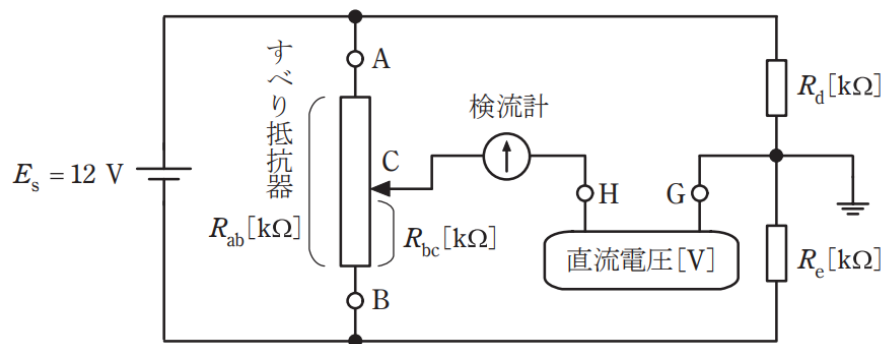 すべり抵抗器
A
検流計
R_d[kΩ]
C
E_s = 12 V
H
G
R_ab[kΩ]
R_bc[kΩ]
直流電圧[V]
R_e[kΩ]
B